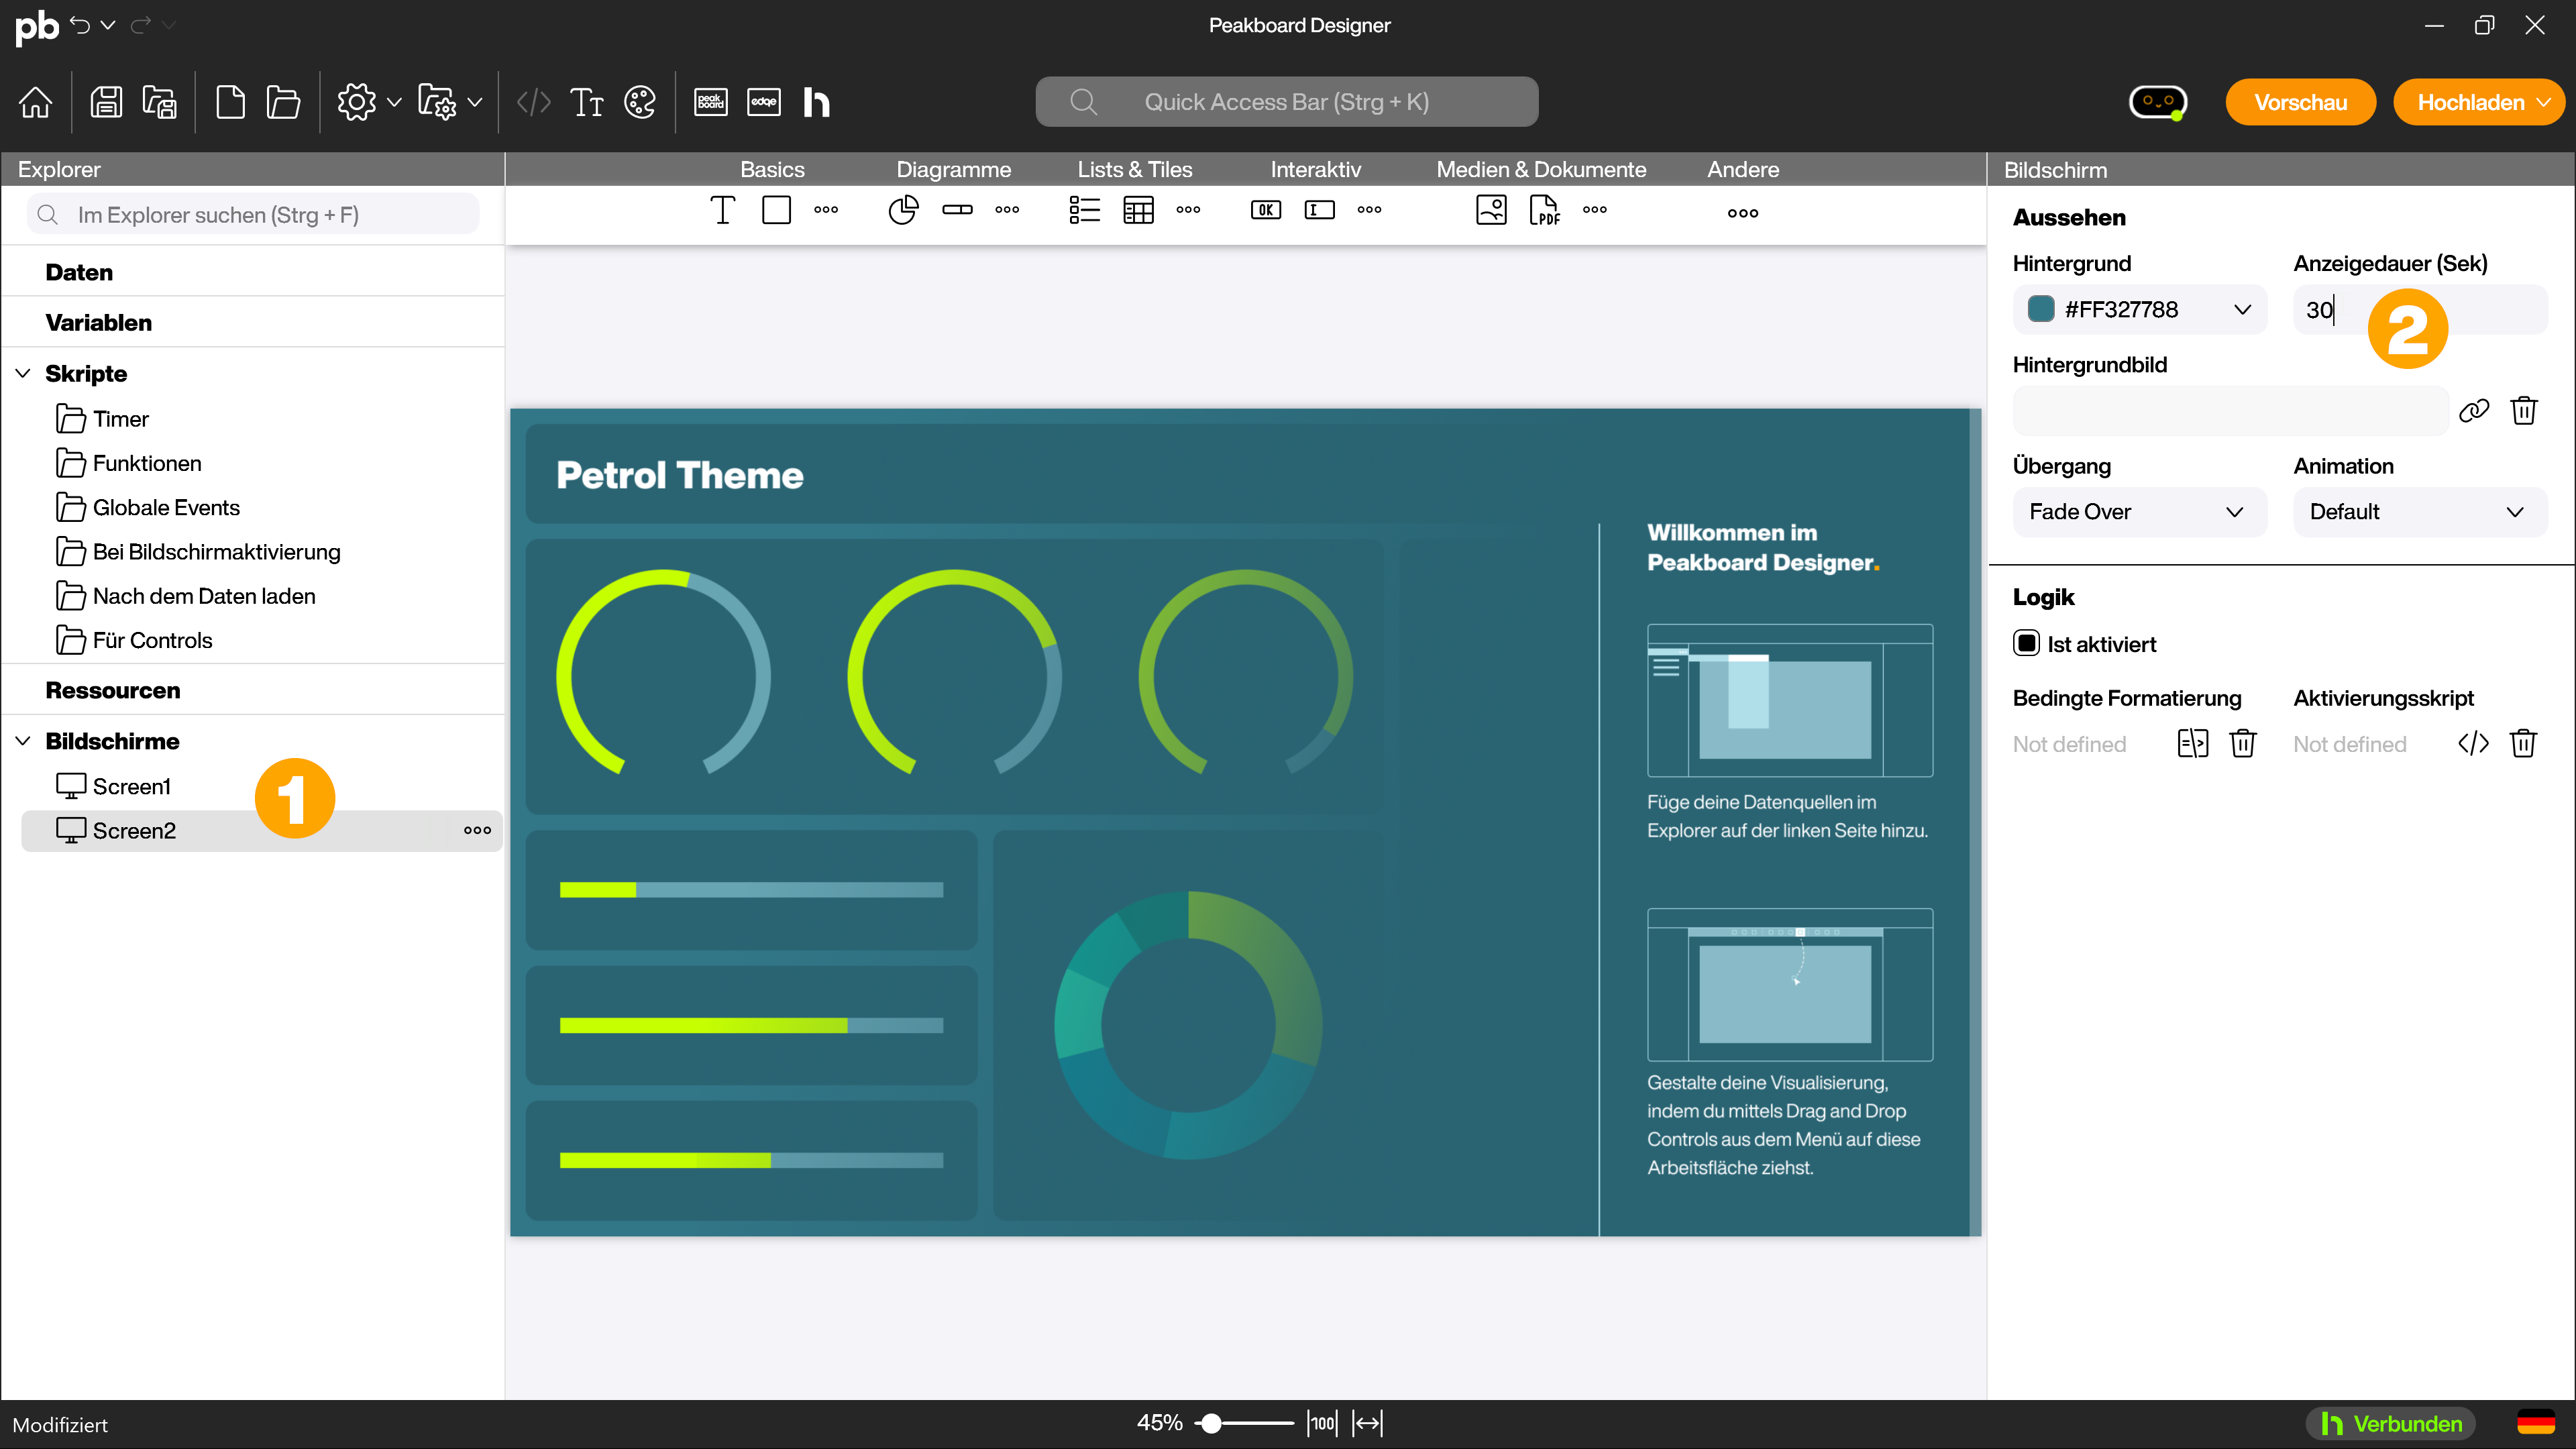 pb
Peakboard Designer
peak board
edge
h
Quick Access Bar (Strg + K)
Vorschau
Hochladen
Explorer
Im Explorer suchen (Strg + F)
Daten
Variablen
Skripte
Timer
Funktionen
Globale Events
Bei Bildschirmaktivierung
Nach dem Daten laden
Für Controls
Ressourcen
Bildschirme
Screen1
Screen2
1
Basics
Diagramme
Lists & Tiles
Interaktiv
Medien & Dokumente
Andere
T
OK
I
PDF
Petrol Theme
Willkommen im
Peakboard Designer.
Füge deine Datenquellen im
Explorer auf der linken Seite hinzu.
Gestalte deine Visualisierung,
indem du mittels Drag and Drop
Controls aus dem Menü auf diese
Arbeitsfläche ziehst.
Bildschirm
Aussehen
Hintergrund
Anzeigedauer (Sek)
#FF327788
30
2
Hintergrundbild
Übergang
Animation
Fade Over
Default
Logik
Ist aktiviert
Bedingte Formatierung
Aktivierungsskript
Not defined
Not defined
Modifiziert
45%
100
h Verbunden